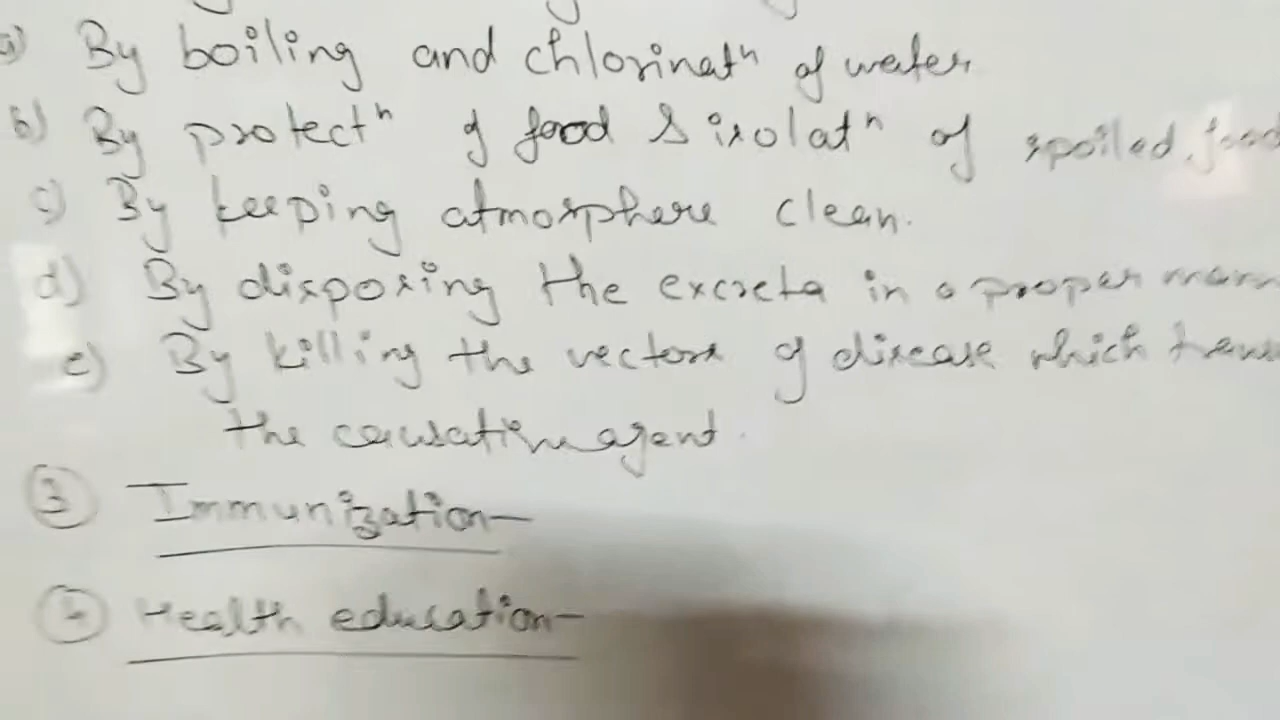 a) By boiling and chlorinatⁿ of water
b) By protectⁿ of food & isolatⁿ of spoiled food
c) By keeping atmosphere clean.
d) By disposing the excreta in a proper
e) By killing the vectors of disease which
the causative agent.
3 Immunization-
Health education-